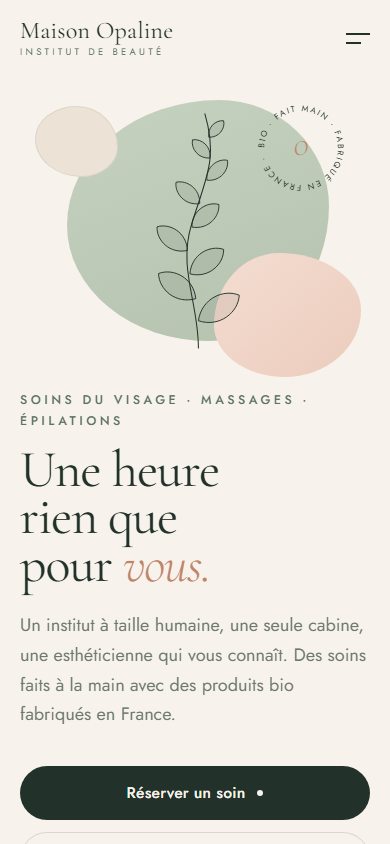 Maison Opaline
INSTITUT DE BEAUTÉ
BIO · FAIT MAIN · FABRIQUÉ EN FRANCE ·
O
SOINS DU VISAGE · MASSAGES ·
ÉPILATIONS
Une heure
rien que
pour vous.
Un institut à taille humaine, une seule cabine,
une esthéticienne qui vous connaît. Des soins
faits à la main avec des produits bio
fabriqués en France.
Réserver un soin